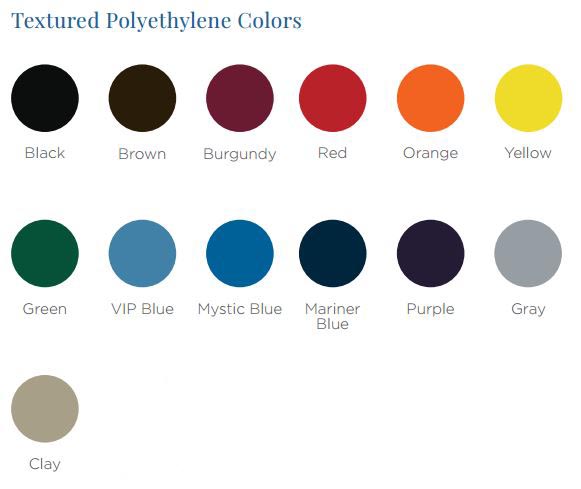 Textured Polyethylene Colors
Black
Brown
Burgundy
Red
Orange
Yellow
Green
VIP Blue
Mystic Blue
Mariner
Blue
Purple
Gray
Clay